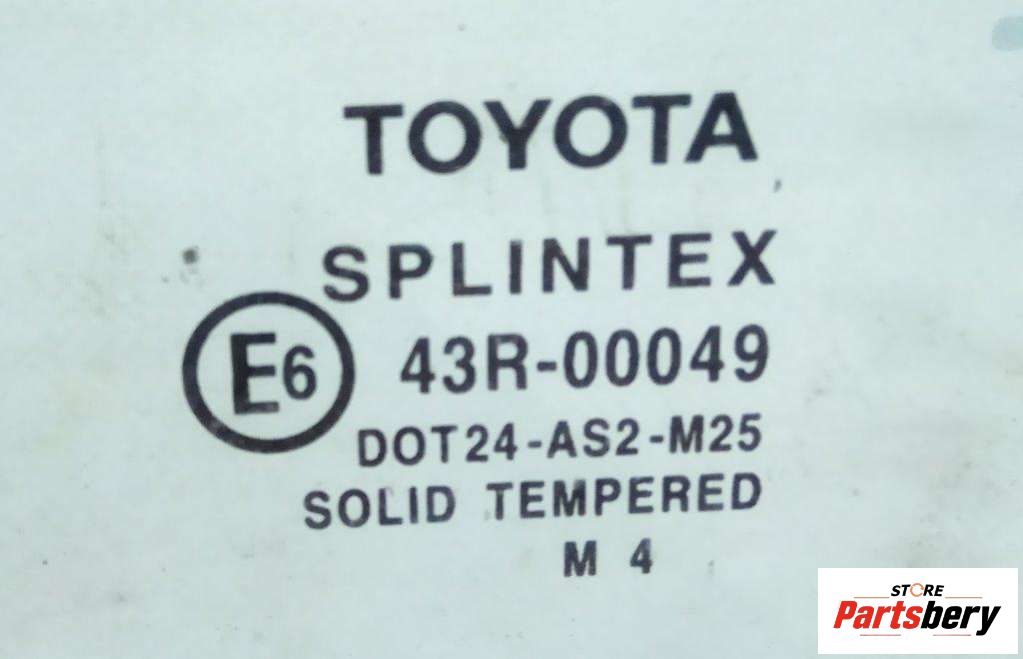 TOYOTA
SPLINTEX
E6 43R-00049
DOT24-AS2-M25
SOLID TEMPERED
M 4
STORE
Partsbery